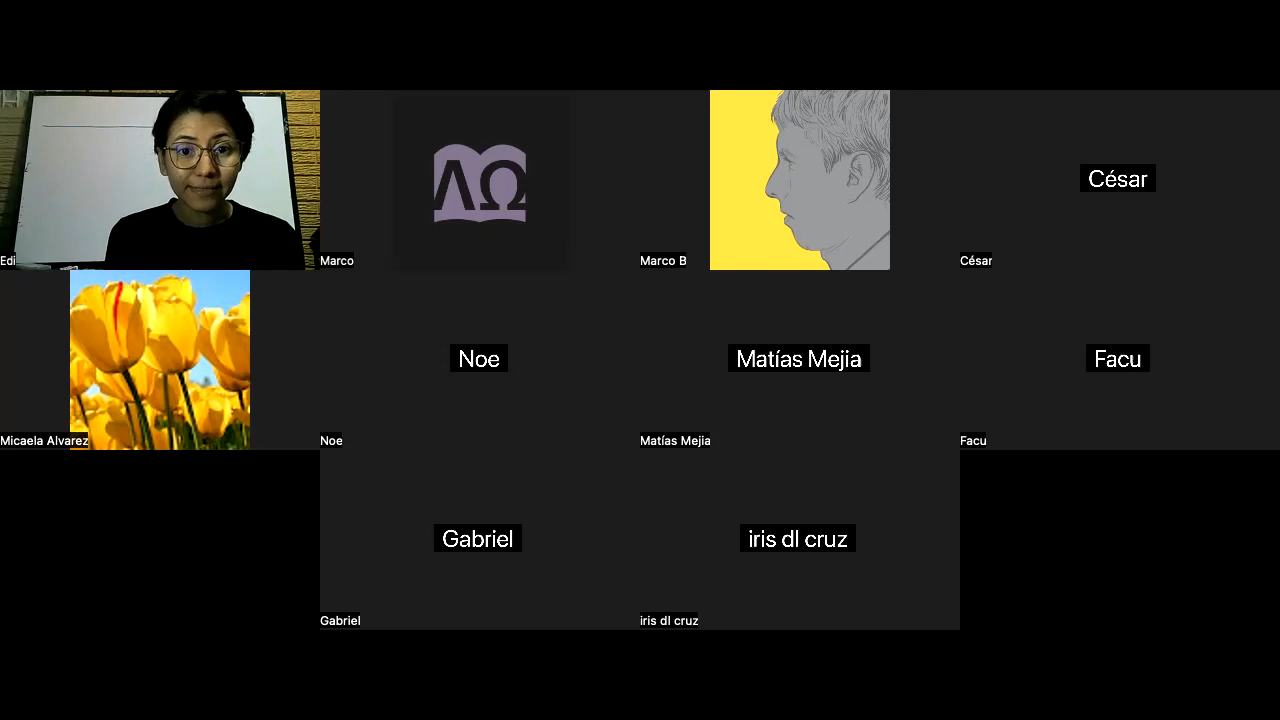 Edi
Marco
ΛΩ
Marco B
César
César
Micaela Alvarez
Noe
Noe
Matías Mejia
Matías Mejia
Facu
Facu
Gabriel
Gabriel
iris dl cruz
iris dl cruz